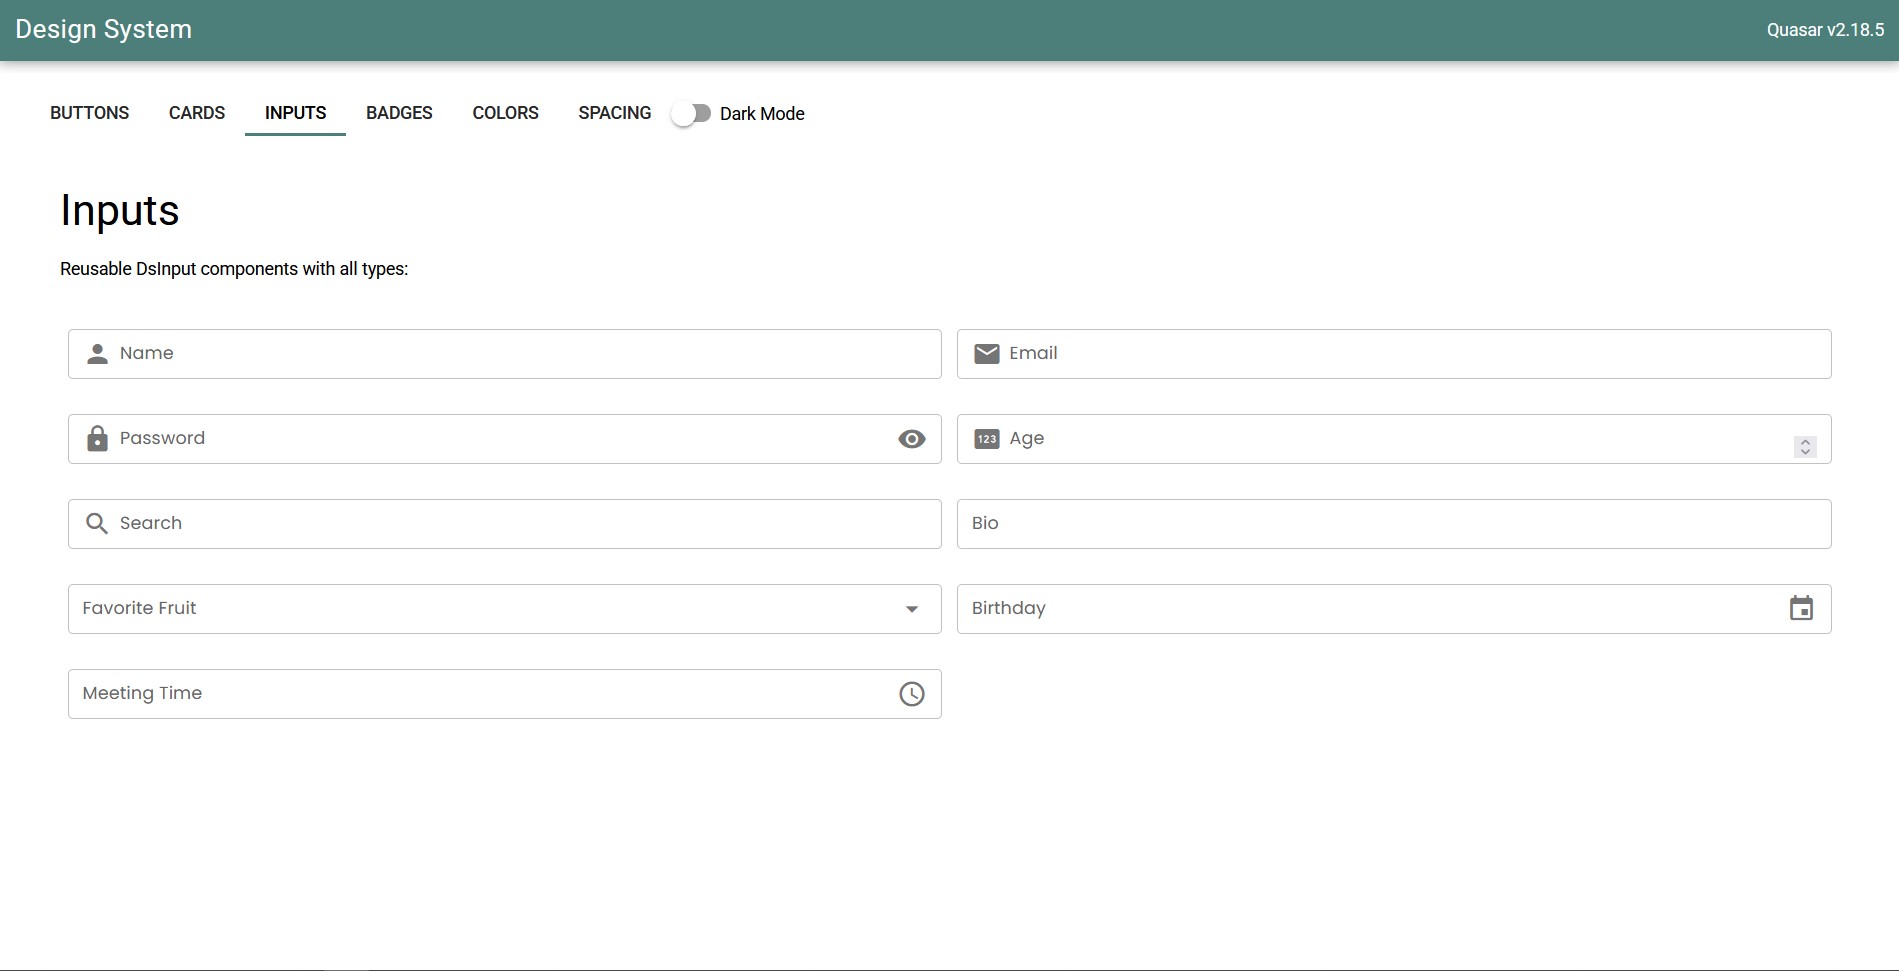 Design System
Quasar v2.18.5
BUTTONS CARDS INPUTS BADGES COLORS SPACING Dark Mode
Inputs
Reusable DsInput components with all types:
Name
Email
Password
123 Age
Search
Bio
Favorite Fruit
Birthday
Meeting Time